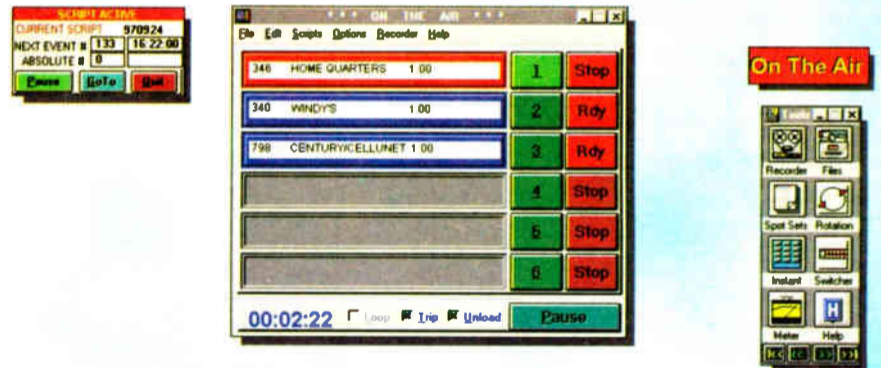 SCRIPT ACTIVE
CURRENT SCRIPT 970924
NEXT EVENT # 133 16:22:00
ABSOLUTE # 0
Pause GoTo Quit
* * * ON THE AIR * * *
File Edit Scripts Options Recorder Help
346 HOME QUARTERS 1:00 1 Stop
340 WINDY'S 1:00 2 Rdy
798 CENTURY/CELLUNET 1:00 3 Rdy
4 Stop
5 Stop
6 Stop
00:02:22 Loop Trip Unload Pause
On The Air
Tools
Recorder Files
Spot Sets Rotation
Instant Switcher
Meter Help